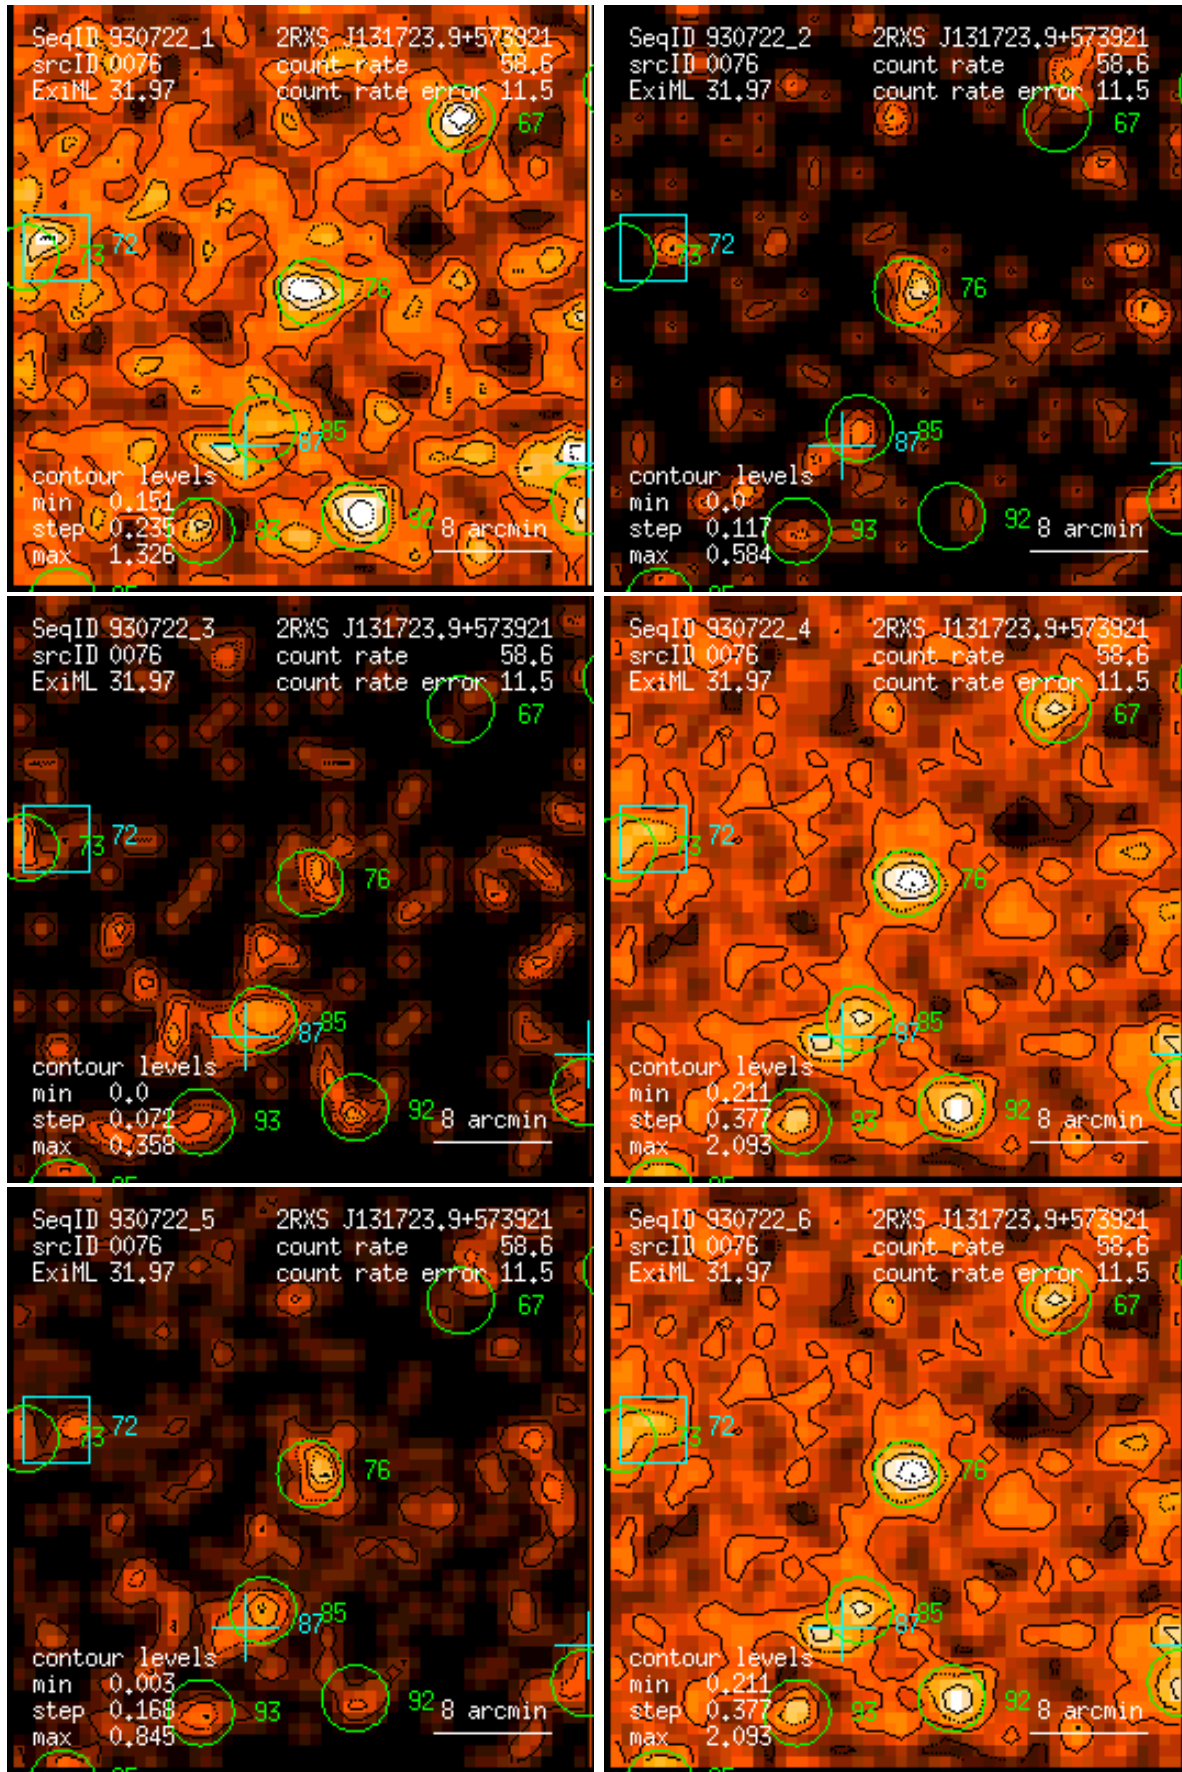 SeqID 930722_1 2RXS J131723.9+573921
srcID 0076 count rate 58.6
ExiML 31.97 count rate error 11.5
67
73 72
76
87 85
contour levels
min 0.151
step 0.235 93 92 8 arcmin
max 1.326
SeqID 930722_2 2RXS J131723.9+573921
srcID 0076 count rate 58.6
ExiML 31.97 count rate error 11.5
67
73 72
76
87 85
contour levels
min 0.0
step 0.117 93 92 8 arcmin
max 0.584
SeqID 930722_3 2RXS J131723.9+573921
srcID 0076 count rate 58.6
ExiML 31.97 count rate error 11.5
67
73 72
76
87 85
contour levels
min 0.0
step 0.072 93 92 8 arcmin
max 0.358
SeqID 930722_4 2RXS J131723.9+573921
srcID 0076 count rate 58.6
ExiML 31.97 count rate error 11.5
67
73 72
76
87 85
contour levels
min 0.211
step 0.377 93 92 8 arcmin
max 2.093
SeqID 930722_5 2RXS J131723.9+573921
srcID 0076 count rate 58.6
ExiML 31.97 count rate error 11.5
67
73 72
76
87 85
contour levels
min 0.003
step 0.168 93 92 8 arcmin
max 0.845
SeqID 930722_6 2RXS J131723.9+573921
srcID 0076 count rate 58.6
ExiML 31.97 count rate error 11.5
67
73 72
76
87 85
contour levels
min 0.211
step 0.377 93 92 8 arcmin
max 2.093